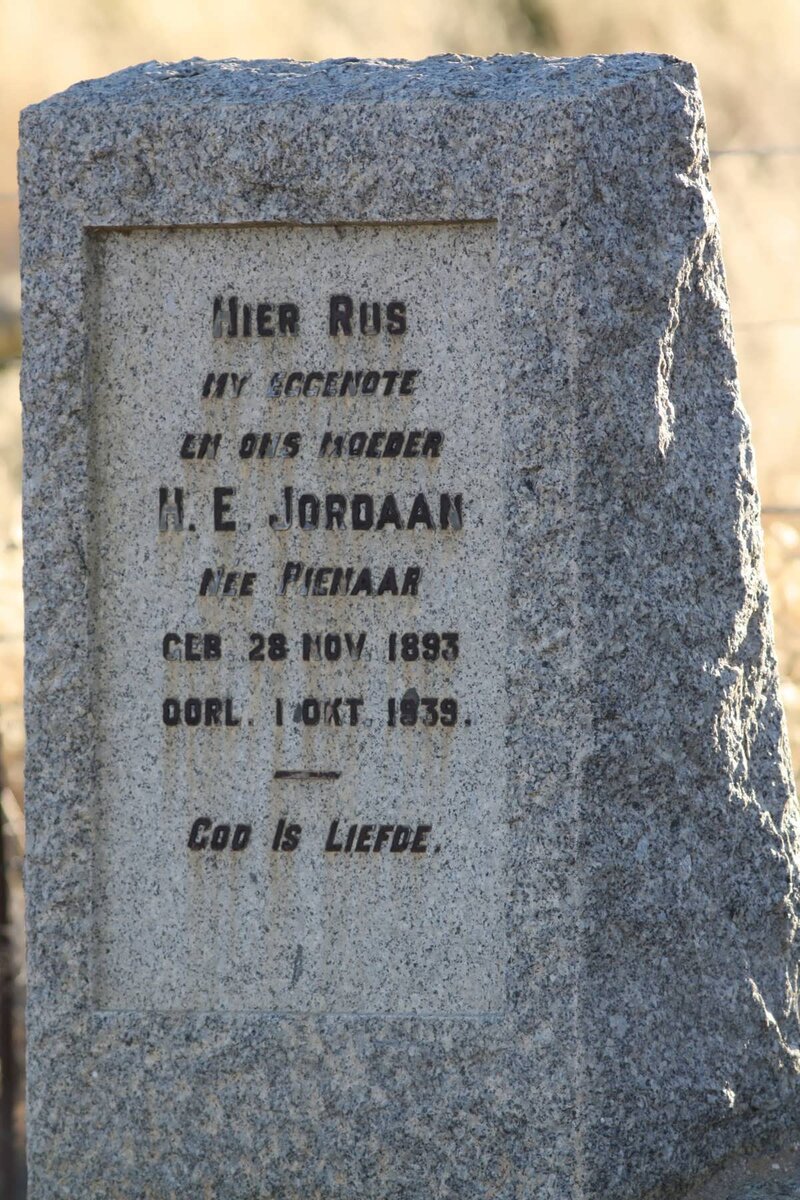 HIER RUS
MY EGGENOTE
EN ONS MOEDER
H. E. JORDAAN
NEE PIENAAR
GEB 28 NOV. 1893
OORL. 1 OKT. 1939.
GOD IS LIEFDE.